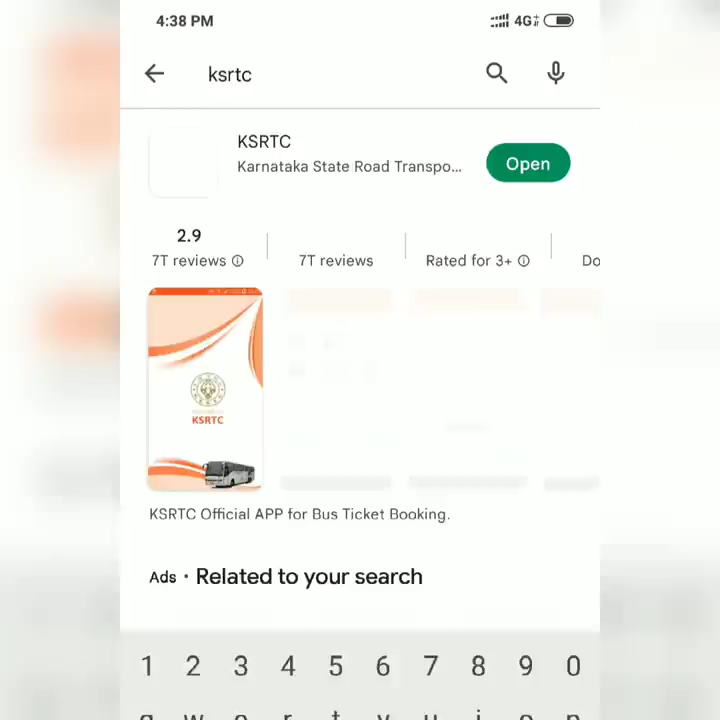 4:38 PM
4G+
ksrtc
KSRTC
Karnataka State Road Transpo...
Open
2.9
7T reviews
7T reviews
Rated for 3+
Do
KSRTC
KSRTC Official APP for Bus Ticket Booking.
Ads · Related to your search
1 2 3 4 5 6 7 8 9 0
q w e r t y u i o p